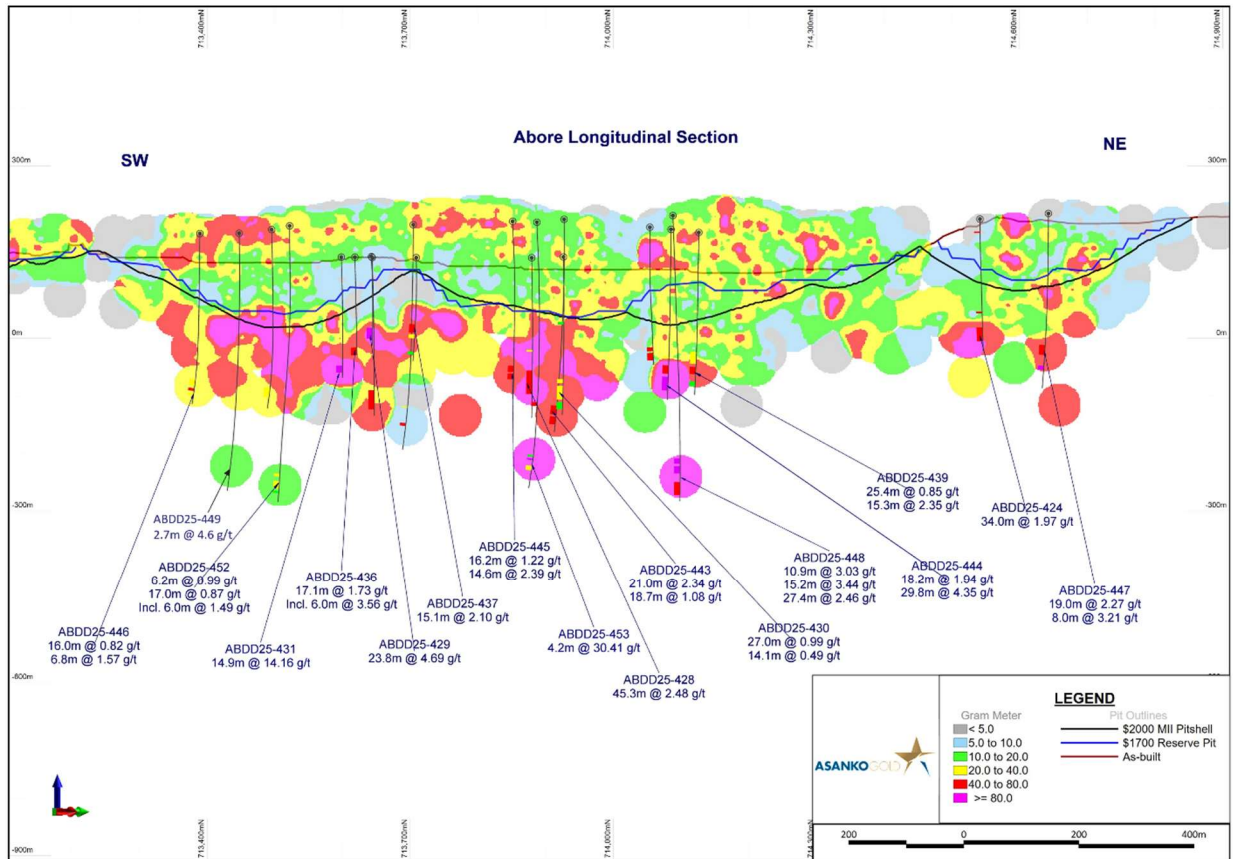 713,400mN
713,700mN
714,000mN
714,300mN
714,600mN
714,900mN
Abore Longitudinal Section
SW
NE
300m
300m
0m
0m
-300m
-300m
ABDD25-439
25.4m @ 0.85 g/t
15.3m @ 2.35 g/t
ABDD25-424
34.0m @ 1.97 g/t
ABDD25-449
2.7m @ 4.6 g/t
ABDD25-445
16.2m @ 1.22 g/t
14.6m @ 2.39 g/t
ABDD25-448
10.9m @ 3.03 g/t
15.2m @ 3.44 g/t
27.4m @ 2.46 g/t
ABDD25-443
21.0m @ 2.34 g/t
18.7m @ 1.08 g/t
ABDD25-444
18.2m @ 1.94 g/t
29.8m @ 4.35 g/t
ABDD25-452
6.2m @ 0.99 g/t
17.0m @ 0.87 g/t
Incl. 6.0m @ 1.49 g/t
ABDD25-436
17.1m @ 1.73 g/t
Incl. 6.0m @ 3.56 g/t
ABDD25-447
19.0m @ 2.27 g/t
8.0m @ 3.21 g/t
ABDD25-437
15.1m @ 2.10 g/t
ABDD25-446
16.0m @ 0.82 g/t
6.8m @ 1.57 g/t
ABDD25-431
14.9m @ 14.16 g/t
ABDD25-429
23.8m @ 4.69 g/t
ABDD25-453
4.2m @ 30.41 g/t
ABDD25-430
27.0m @ 0.99 g/t
14.1m @ 0.49 g/t
ABDD25-428
45.3m @ 2.48 g/t
-800m
-900m
LEGEND
Gram Meter
< 5.0
5.0 to 10.0
10.0 to 20.0
20.0 to 40.0
40.0 to 80.0
>= 80.0
Pit Outlines
$2000 MII Pitshell
$1700 Reserve Pit
As-built
ASANKO GOLD
713,400mN
713,700mN
714,000mN
200 0 200 400m